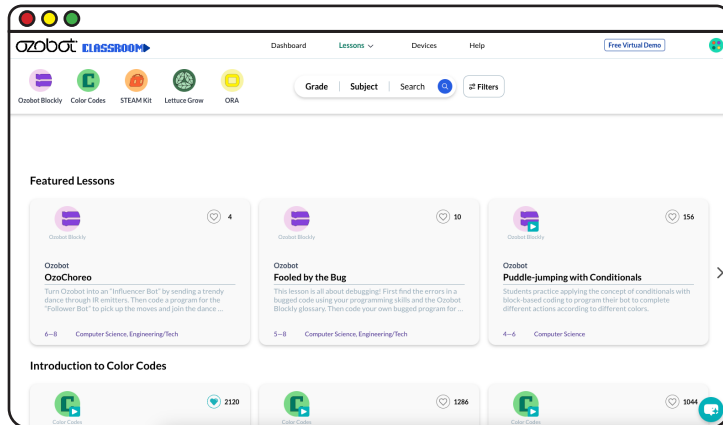 ozobot CLASSROOM
Dashboard
Lessons
Devices
Help
Free Virtual Demo
Ozobot Blockly
Color Codes
STEAM Kit
Lettuce Grow
ORA
Grade
Subject
Search
Filters
Featured Lessons
Ozobot Blockly
4
Ozobot
OzoChoreo
Turn Ozobot into an "Influencer Bot" by sending a trendy
dance through IR emitters. Then code a program for the
"Follower Bot" to pick up the moves and join the dance ...
6—8 Computer Science, Engineering/Tech
Ozobot Blockly
10
Ozobot
Fooled by the Bug
This lesson is all about debugging! First find the errors in a
bugged code using your programming skills and the Ozobot
Blockly glossary. Then code your own bugged program for ...
5—8 Computer Science, Engineering/Tech
Ozobot Blockly
156
Ozobot
Puddle-jumping with Conditionals
Students practice applying the concept of conditionals with
block-based coding to program their bot to complete
different actions according to different colors.
4—6 Computer Science
Introduction to Color Codes
2120
Color Codes
1286
Color Codes
1044
Color Codes